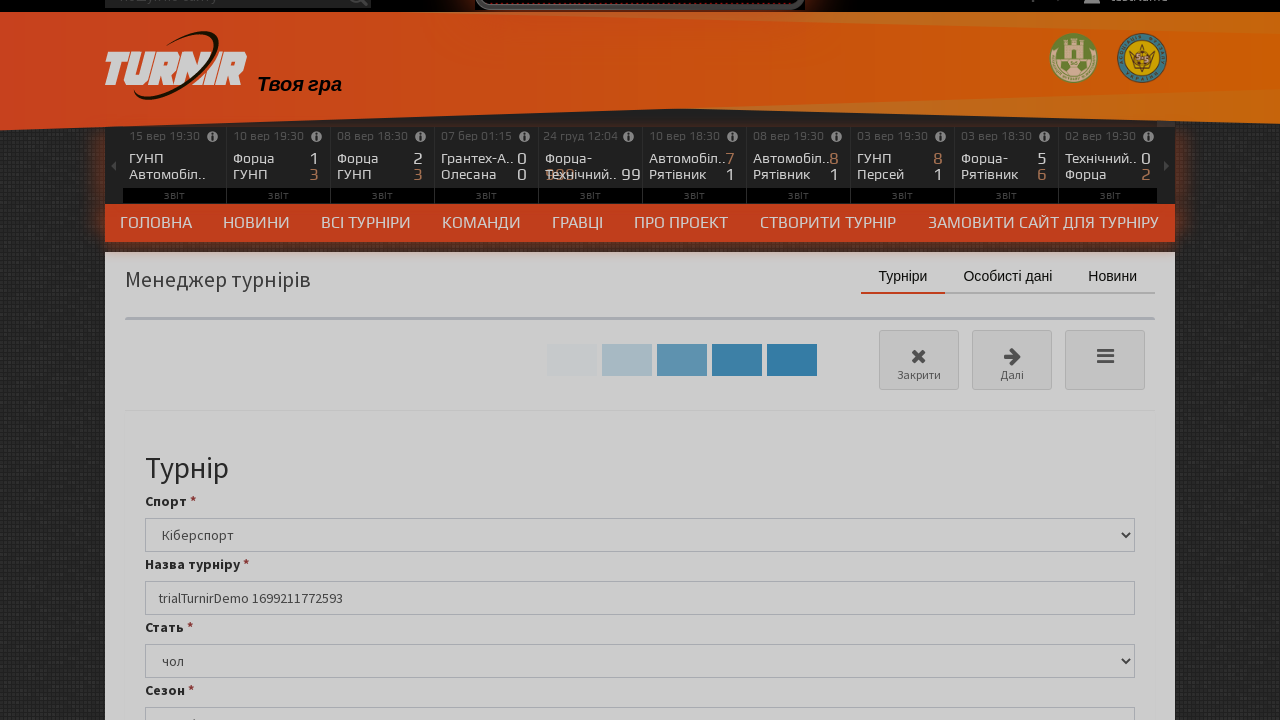 TURNIR
Твоя гра
15 вер 19:30 10 вер 19:30 08 вер 18:30 07 бер 01:15 24 груд 12:04 10 вер 18:30 08 вер 19:30 03 вер 19:30 03 вер 18:30 02 вер 19:30
ГУНП Форца 1 Форца 2 Грантех-А.. 0 Форца- Автомобіл.. 7 Автомобіл.. 8 ГУНП 8 Форца- 5 Технічний.. 0
Автомобіл.. ГУНП 3 ГУНП 3 Олесана 0 Технічний.. 99 Рятівник 1 Рятівник 1 Персей 1 Рятівник 6 Форца 2
звіт звіт звіт звіт звіт звіт звіт звіт звіт звіт
ГОЛОВНА НОВИНИ ВСІ ТУРНІРИ КОМАНДИ ГРАВЦІ ПРО ПРОЕКТ СТВОРИТИ ТУРНІР ЗАМОВИТИ САЙТ ДЛЯ ТУРНІРУ
Менеджер турнірів
Турніри Особисті дані Новини
Закрити Далі
Турнір
Спорт *
Кіберспорт
Назва турніру *
trialTurnirDemo 1699211772593
Стать *
чол
Сезон *